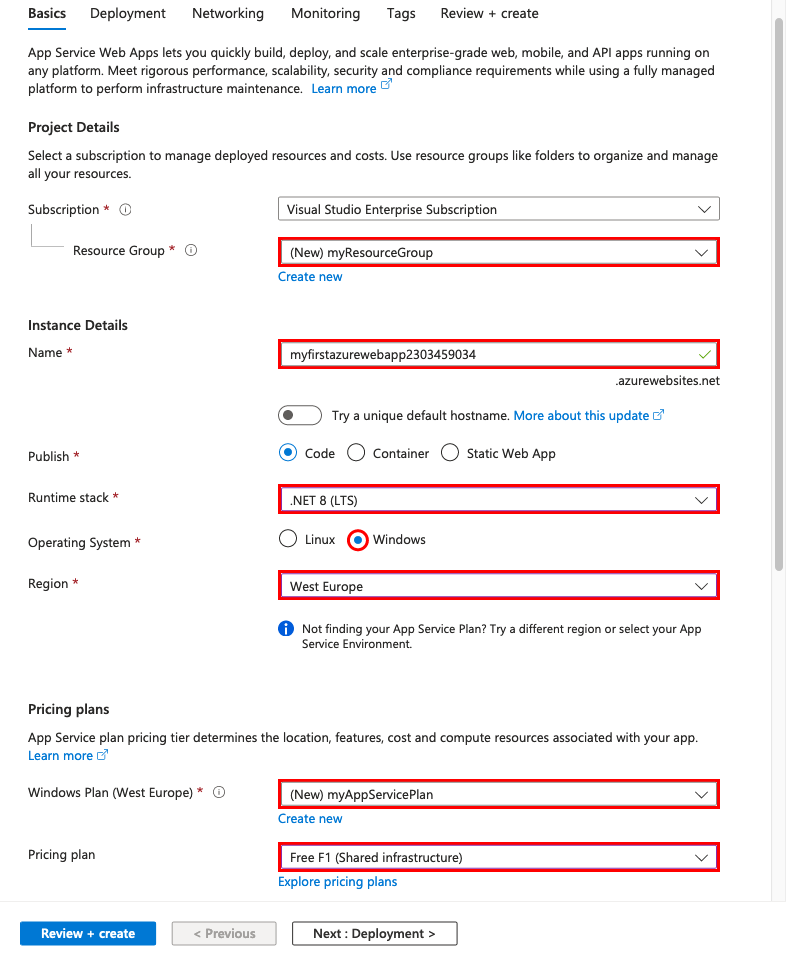 Basics Deployment Networking Monitoring Tags Review + create
App Service Web Apps lets you quickly build, deploy, and scale enterprise-grade web, mobile, and API apps running on
any platform. Meet rigorous performance, scalability, security and compliance requirements while using a fully managed
platform to perform infrastructure maintenance. Learn more
Project Details
Select a subscription to manage deployed resources and costs. Use resource groups like folders to organize and manage
all your resources.
Subscription * Visual Studio Enterprise Subscription
Resource Group * (New) myResourceGroup
Create new
Instance Details
Name * myfirstazurewebapp2303459034
.azurewebsites.net
Try a unique default hostname. More about this update
Publish * Code Container Static Web App
Runtime stack * .NET 8 (LTS)
Operating System * Linux Windows
Region * West Europe
Not finding your App Service Plan? Try a different region or select your App
Service Environment.
Pricing plans
App Service plan pricing tier determines the location, features, cost and compute resources associated with your app.
Learn more
Windows Plan (West Europe) * (New) myAppServicePlan
Create new
Pricing plan Free F1 (Shared infrastructure)
Explore pricing plans
Review + create < Previous Next : Deployment >